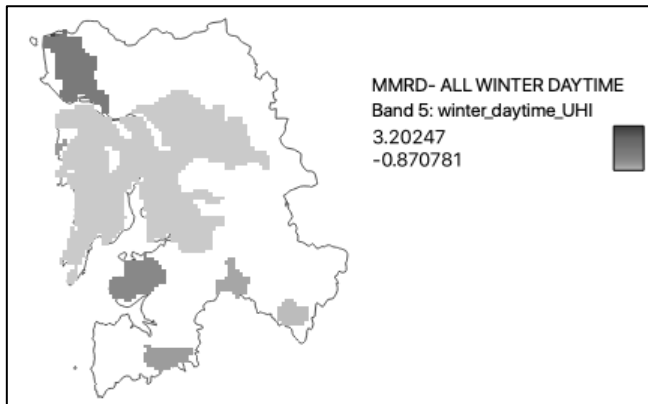 MMRD- ALL WINTER DAYTIME
Band 5: winter_daytime_UHI
3.20247
-0.870781